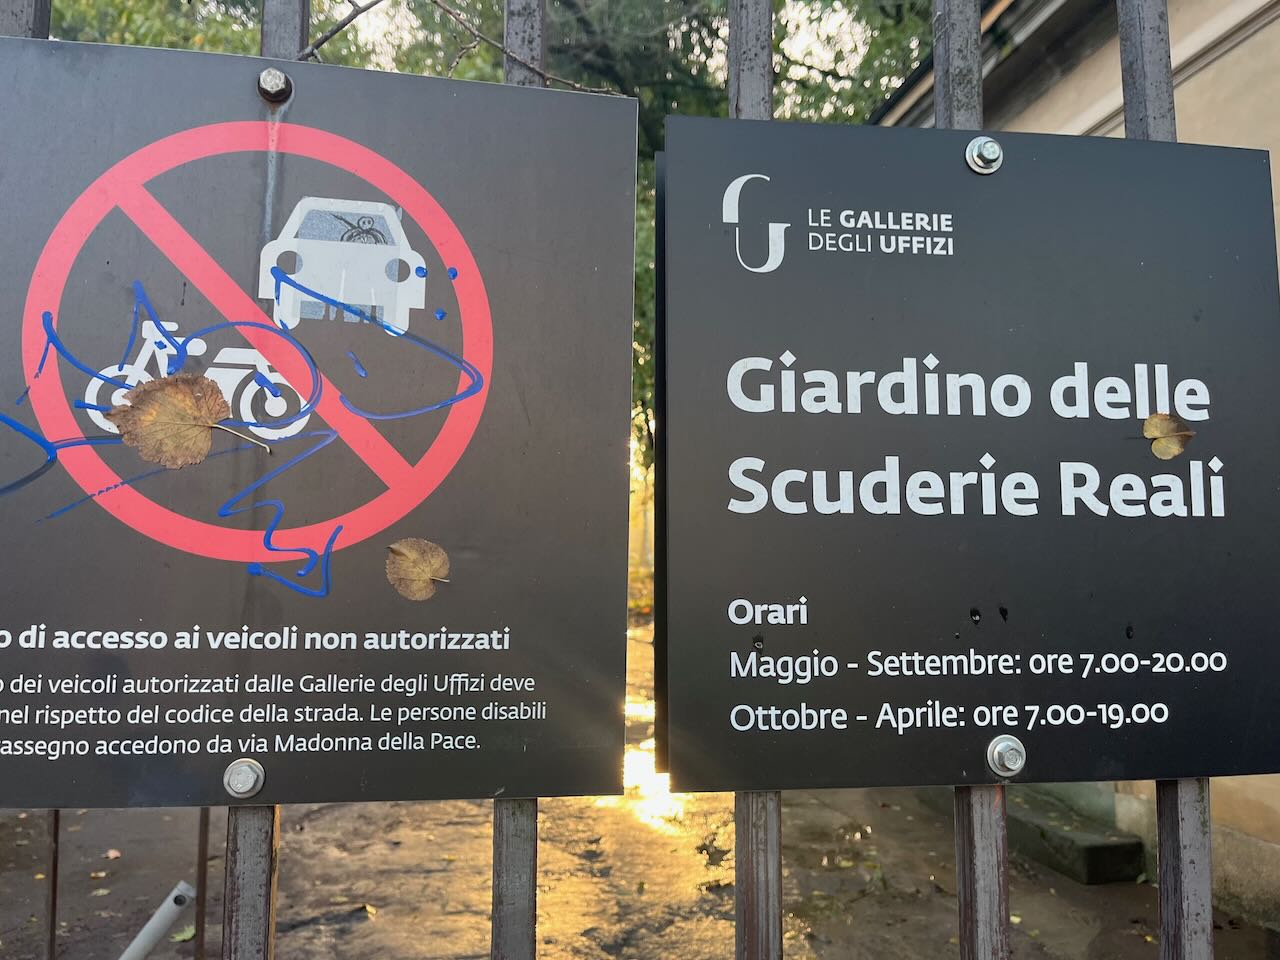 di accesso ai veicoli non autorizzati
dei veicoli autorizzati dalle Gallerie degli Uffizi deve
nel rispetto del codice della strada. Le persone disabili
accedono da via Madonna della Pace.
LE GALLERIE
DEGLI UFFIZI
Giardino delle
Scuderie Reali
Orari
Maggio - Settembre: ore 7.00-20.00
Ottobre - Aprile: ore 7.00-19.00